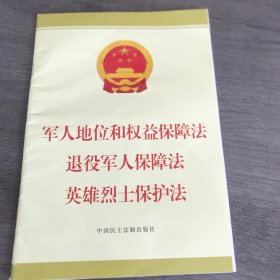 军人地位和权益保障法
退役军人保障法
英雄烈士保护法
中国民主法制出版社